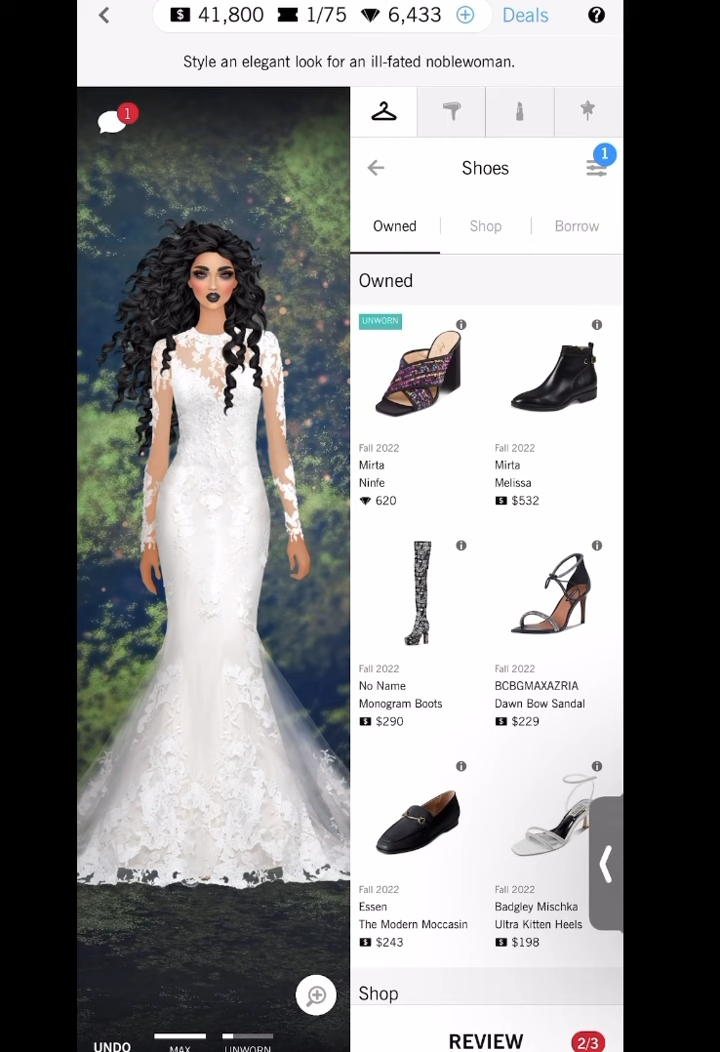 41,800 1/75 6,433 Deals ?
Style an elegant look for an ill-fated noblewoman.
1
1
Shoes
Owned Shop Borrow
Owned
UNWORN
Fall 2022
Mirta
Ninfe
620
Fall 2022
Mirta
Melissa
$ $532
Fall 2022
No Name
Monogram Boots
$ $290
Fall 2022
BCBGMAXAZRIA
Dawn Bow Sandal
$ $229
Fall 2022
Essen
The Modern Moccasin
$ $243
Fall 2022
Badgley Mischka
Ultra Kitten Heels
$ $198
Shop
UNDO MAX UNWORN REVIEW 2/3